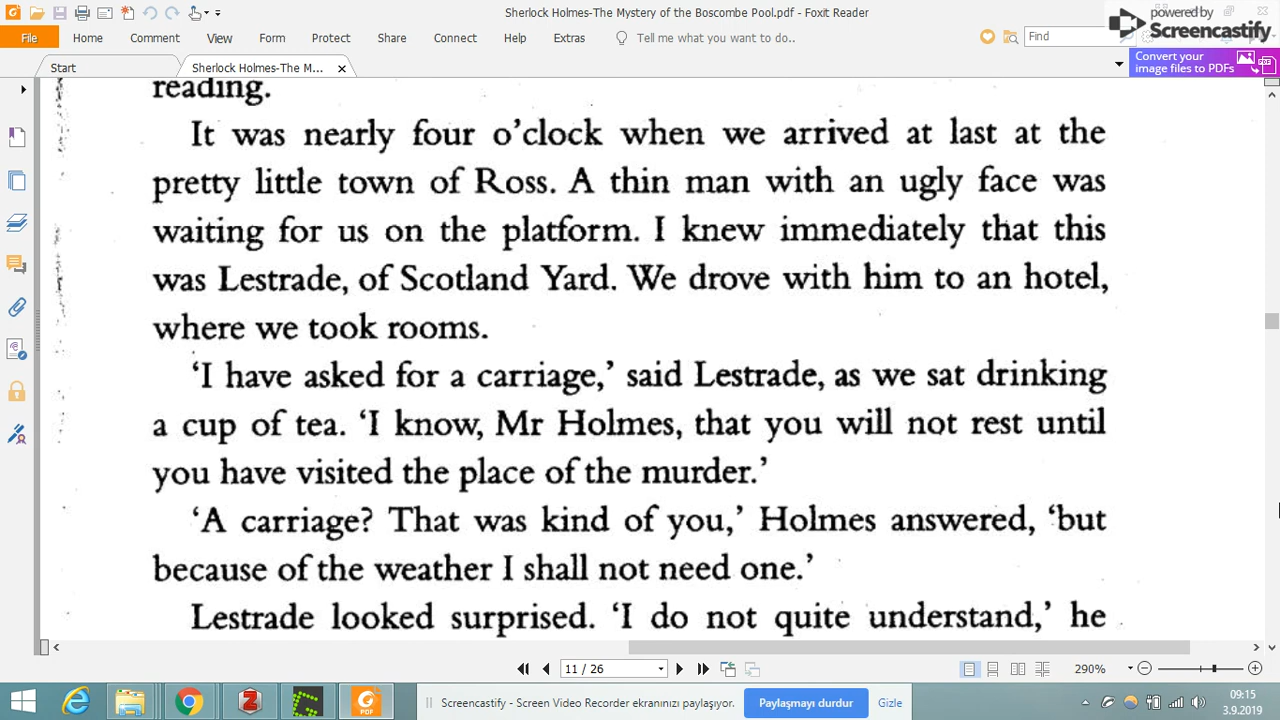 Sherlock Holmes-The Mystery of the Boscombe Pool.pdf - Foxit Reader
powered by
Screencastify
File Home Comment View Form Protect Share Connect Help Extras Tell me what you want to do.. Find
Start Sherlock Holmes-The M... Convert your
image files to PDFs
reading.
It was nearly four o'clock when we arrived at last at the
pretty little town of Ross. A thin man with an ugly face was
waiting for us on the platform. I knew immediately that this
was Lestrade, of Scotland Yard. We drove with him to an hotel,
where we took rooms.
'I have asked for a carriage,' said Lestrade, as we sat drinking
a cup of tea. 'I know, Mr Holmes, that you will not rest until
you have visited the place of the murder.'
'A carriage? That was kind of you,' Holmes answered, 'but
because of the weather I shall not need one.'
Lestrade looked surprised. 'I do not quite understand,' he
11 / 26 290%
Screencastify - Screen Video Recorder ekranınızı paylaşıyor. Paylaşmayı durdur Gizle
09:15
3.9.2019